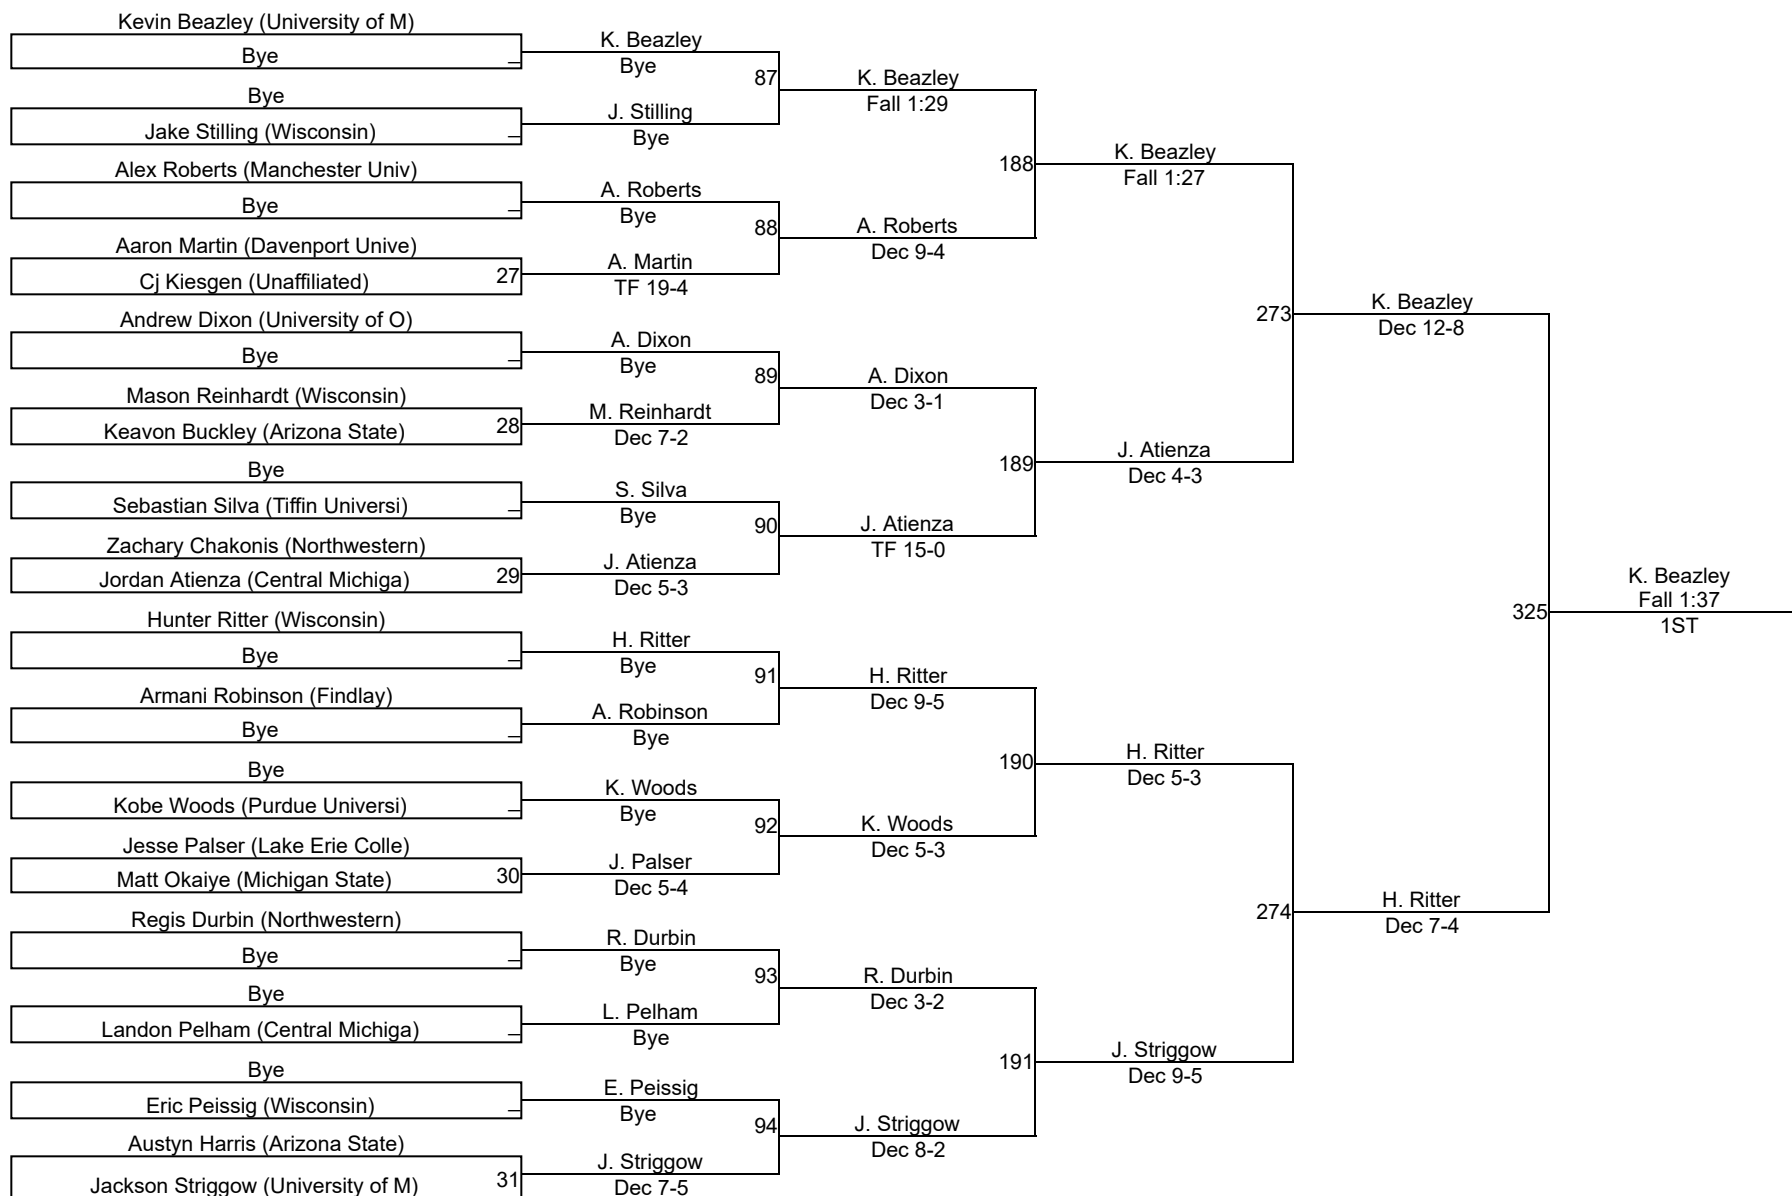 Kevin Beazley (University of M)
Bye
Bye
Jake Stilling (Wisconsin)
Alex Roberts (Manchester Univ)
Bye
Aaron Martin (Davenport Unive)
Cj Kiesgen (Unaffiliated) 27
Andrew Dixon (University of O)
Bye
Mason Reinhardt (Wisconsin)
Keavon Buckley (Arizona State) 28
Bye
Sebastian Silva (Tiffin Universi)
Zachary Chakonis (Northwestern)
Jordan Atienza (Central Michiga) 29
Hunter Ritter (Wisconsin)
Bye
Armani Robinson (Findlay)
Bye
Bye
Kobe Woods (Purdue Universi)
Jesse Palser (Lake Erie Colle)
Matt Okaiye (Michigan State) 30
Regis Durbin (Northwestern)
Bye
Bye
Landon Pelham (Central Michiga)
Bye
Eric Peissig (Wisconsin)
Austyn Harris (Arizona State)
Jackson Striggow (University of M) 31
K. Beazley
Bye
87
J. Stilling
Bye
A. Roberts
Bye
88
A. Martin
TF 19-4
A. Dixon
Bye
89
M. Reinhardt
Dec 7-2
S. Silva
Bye
90
J. Atienza
Dec 5-3
H. Ritter
Bye
91
A. Robinson
Bye
K. Woods
Bye
92
J. Palser
Dec 5-4
R. Durbin
Bye
93
L. Pelham
Bye
E. Peissig
Bye
94
J. Striggow
Dec 7-5
K. Beazley
Fall 1:29
188
A. Roberts
Dec 9-4
A. Dixon
Dec 3-1
189
J. Atienza
TF 15-0
H. Ritter
Dec 9-5
190
K. Woods
Dec 5-3
R. Durbin
Dec 3-2
191
J. Striggow
Dec 8-2
K. Beazley
Fall 1:27
273
J. Atienza
Dec 4-3
H. Ritter
Dec 5-3
274
J. Striggow
Dec 9-5
K. Beazley
Dec 12-8
325
H. Ritter
Dec 7-4
K. Beazley
Fall 1:37
1ST